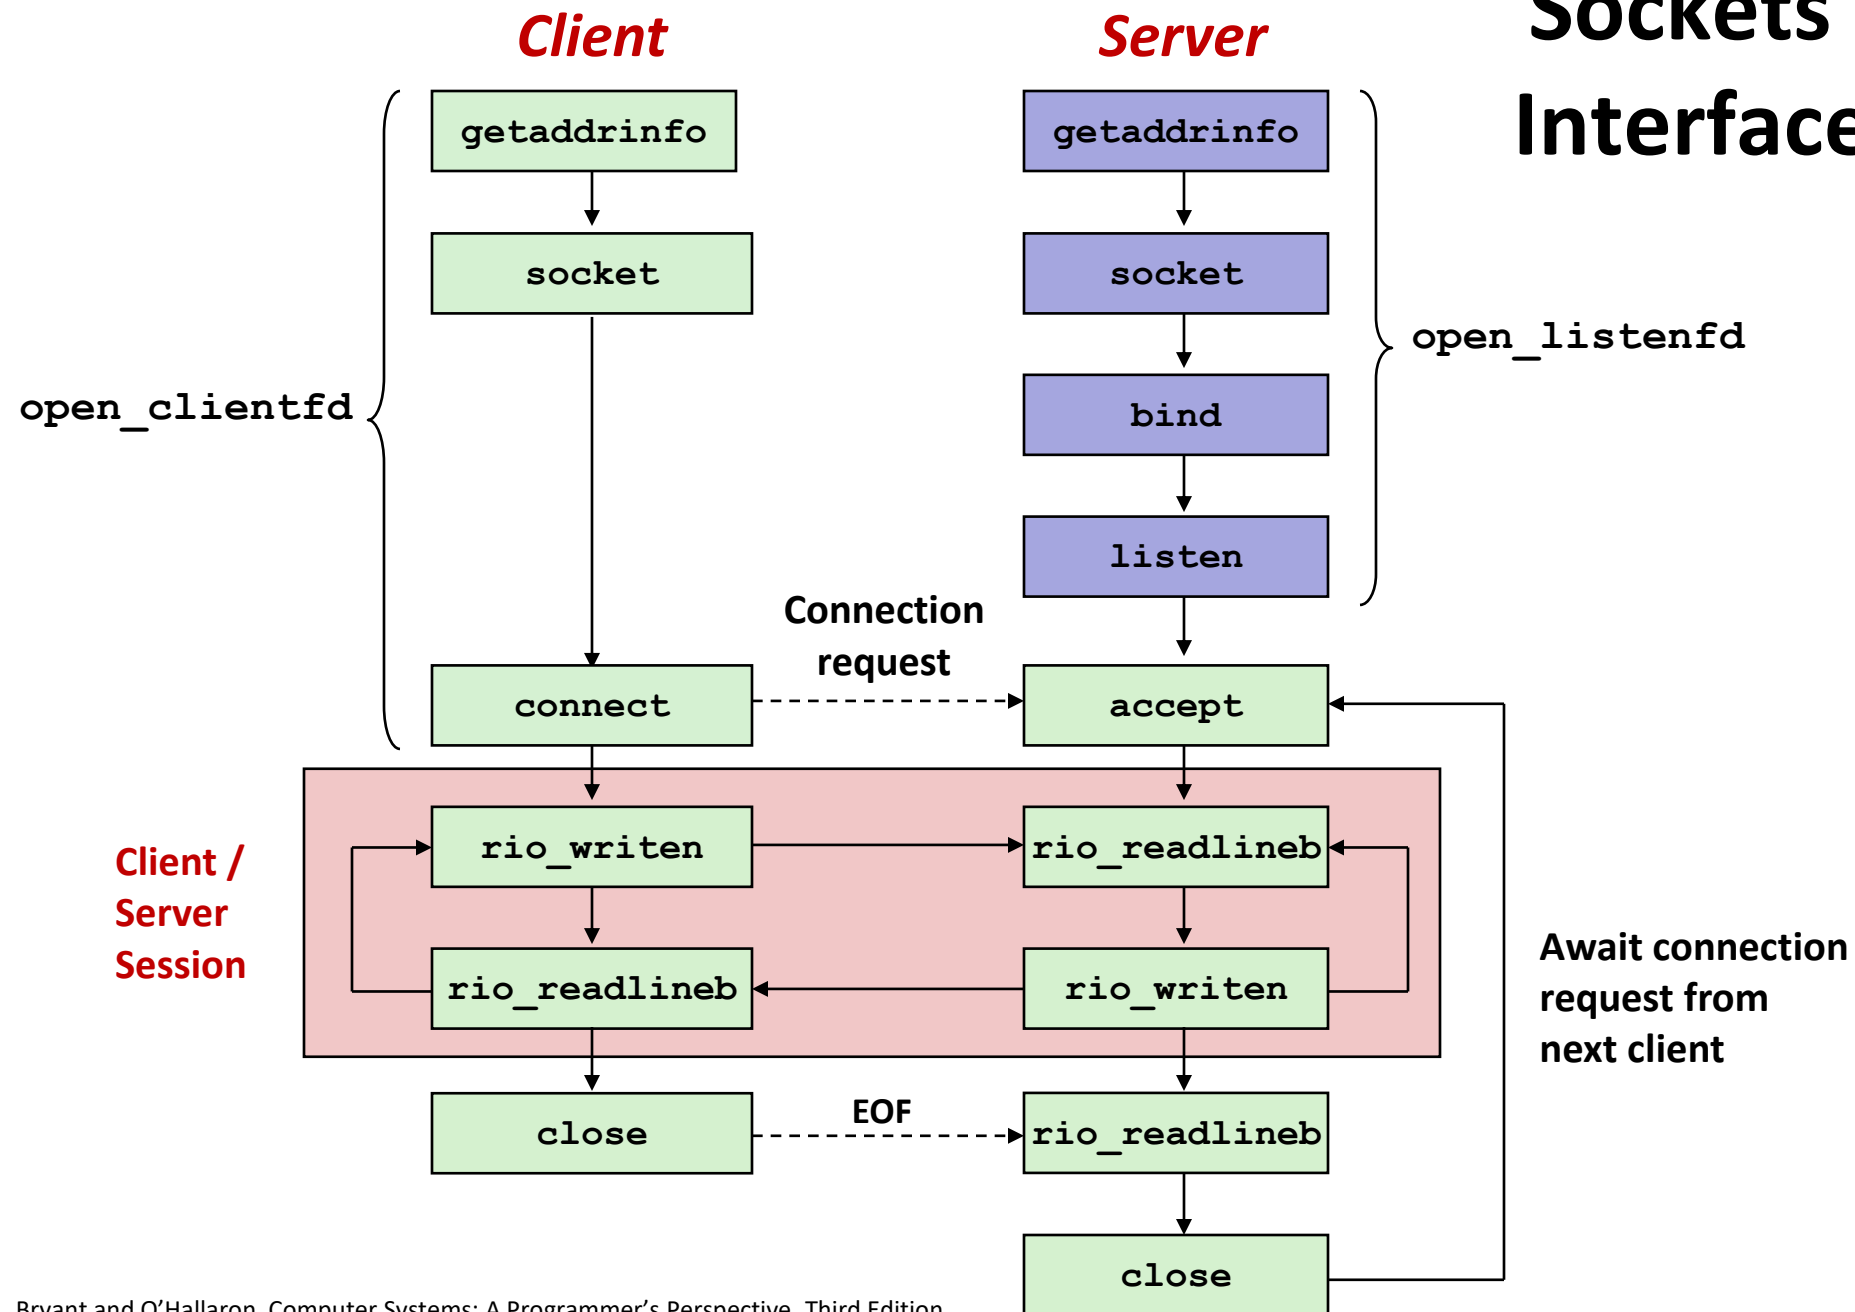 Client
Server
Sockets
Interface
getaddrinfo
getaddrinfo
socket
socket
open_listenfd
open_clientfd
bind
listen
Connection
request
connect
accept
Client /
Server
Session
rio_writen
rio_readlineb
rio_readlineb
rio_writen
Await connection
request from
next client
close
EOF
rio_readlineb
close
Bryant and O'Hallaron, Computer Systems: A Programmer's Perspective, Third Edition